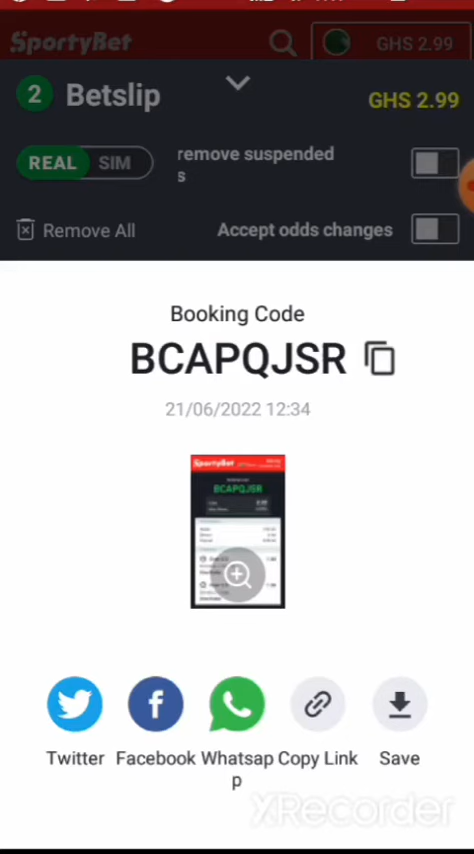 SportyBet GHS 2.99
2 Betslip GHS 2.99
REAL SIM remove suspended
s
Remove All Accept odds changes
Booking Code
BCAPQJSR
21/06/2022 12:34
SportyBet
BCAPQJSR
Twitter Facebook Whatsap Copy Link Save
p
XRecorder